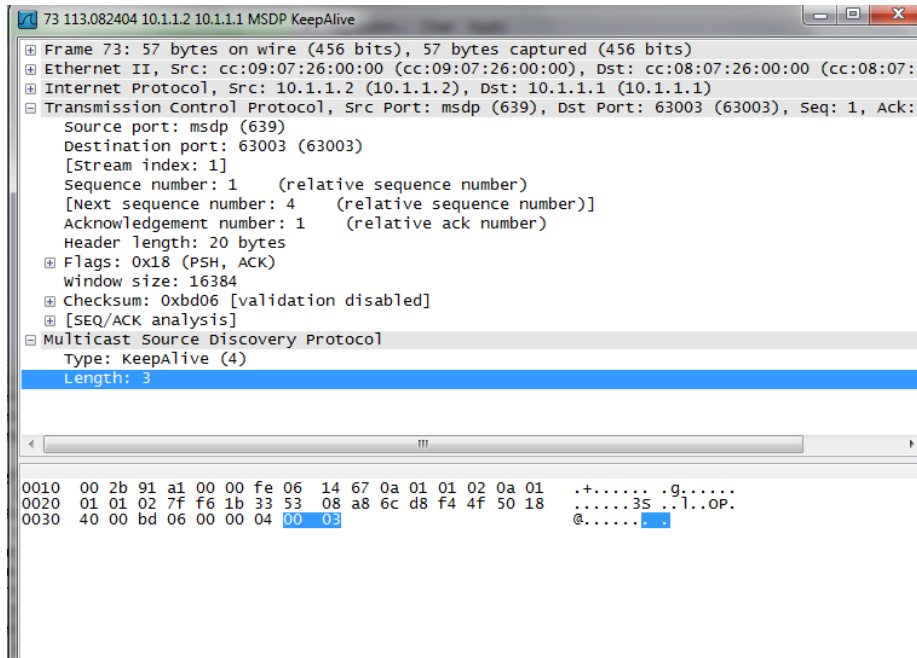 73 113.082404 10.1.1.2 10.1.1.1 MSDP KeepAlive
Frame 73: 57 bytes on wire (456 bits), 57 bytes captured (456 bits)
Ethernet II, Src: cc:09:07:26:00:00 (cc:09:07:26:00:00), Dst: cc:08:07:26:00:00 (cc:08:07:
Internet Protocol, Src: 10.1.1.2 (10.1.1.2), Dst: 10.1.1.1 (10.1.1.1)
Transmission Control Protocol, Src Port: msdp (639), Dst Port: 63003 (63003), Seq: 1, Ack:
Source port: msdp (639)
Destination port: 63003 (63003)
[Stream index: 1]
Sequence number: 1 (relative sequence number)
[Next sequence number: 4 (relative sequence number)]
Acknowledgement number: 1 (relative ack number)
Header length: 20 bytes
Flags: 0x18 (PSH, ACK)
Window size: 16384
Checksum: 0xbd06 [validation disabled]
[SEQ/ACK analysis]
Multicast Source Discovery Protocol
Type: KeepAlive (4)
Length: 3
0010 00 2b 91 a1 00 00 fe 06 14 67 0a 01 01 02 0a 01 .+...... .g......
0020 01 01 02 7f f6 1b 33 53 08 a8 6c d8 f4 4f 50 18 ......3S ..l..OP.
0030 40 00 bd 06 00 00 04 00 03 @....... .